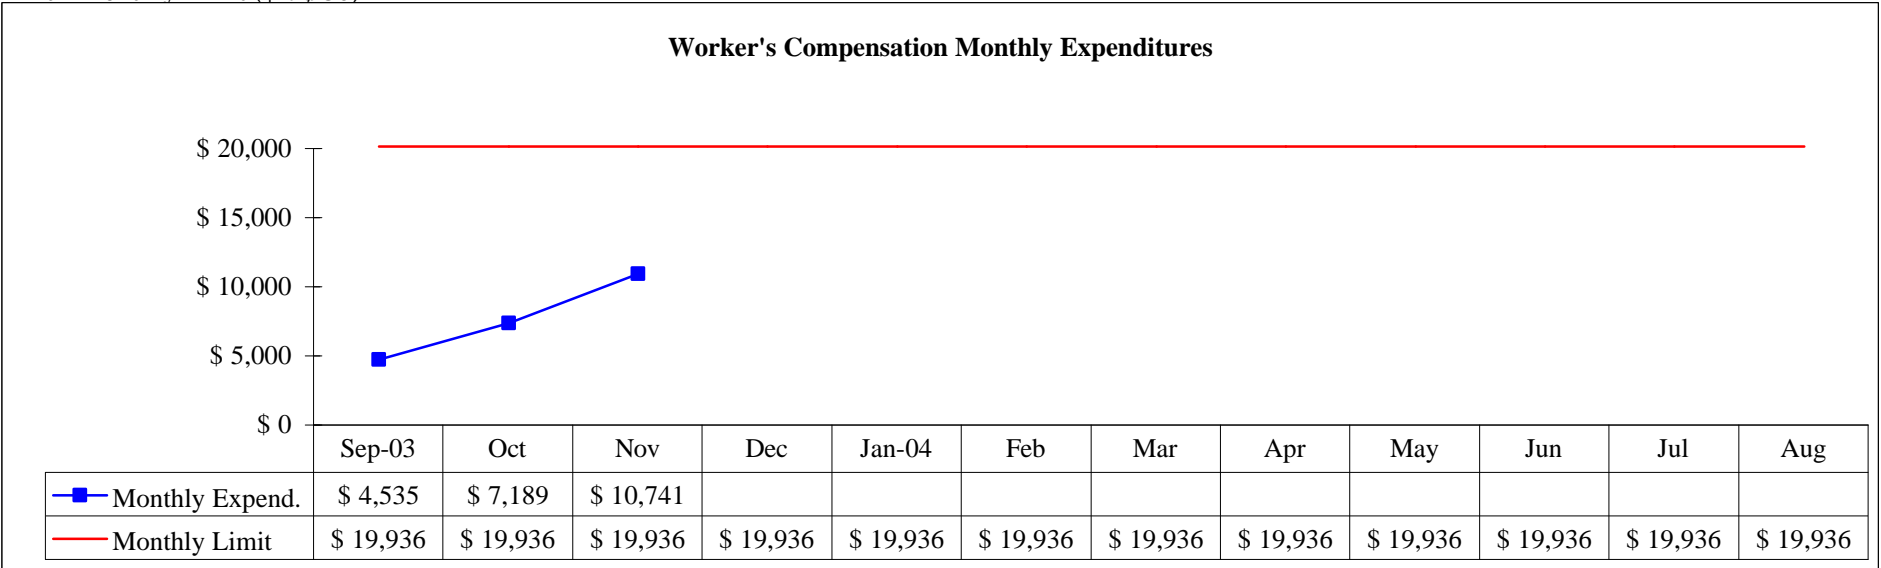 Worker's Compensation Monthly Expenditures
$ 20,000
$ 15,000
$ 10,000
$ 5,000
$ 0
Sep-03 Oct Nov Dec Jan-04 Feb Mar Apr May Jun Jul Aug
Monthly Expend. $ 4,535 $ 7,189 $ 10,741
Monthly Limit $ 19,936 $ 19,936 $ 19,936 $ 19,936 $ 19,936 $ 19,936 $ 19,936 $ 19,936 $ 19,936 $ 19,936 $ 19,936 $ 19,936